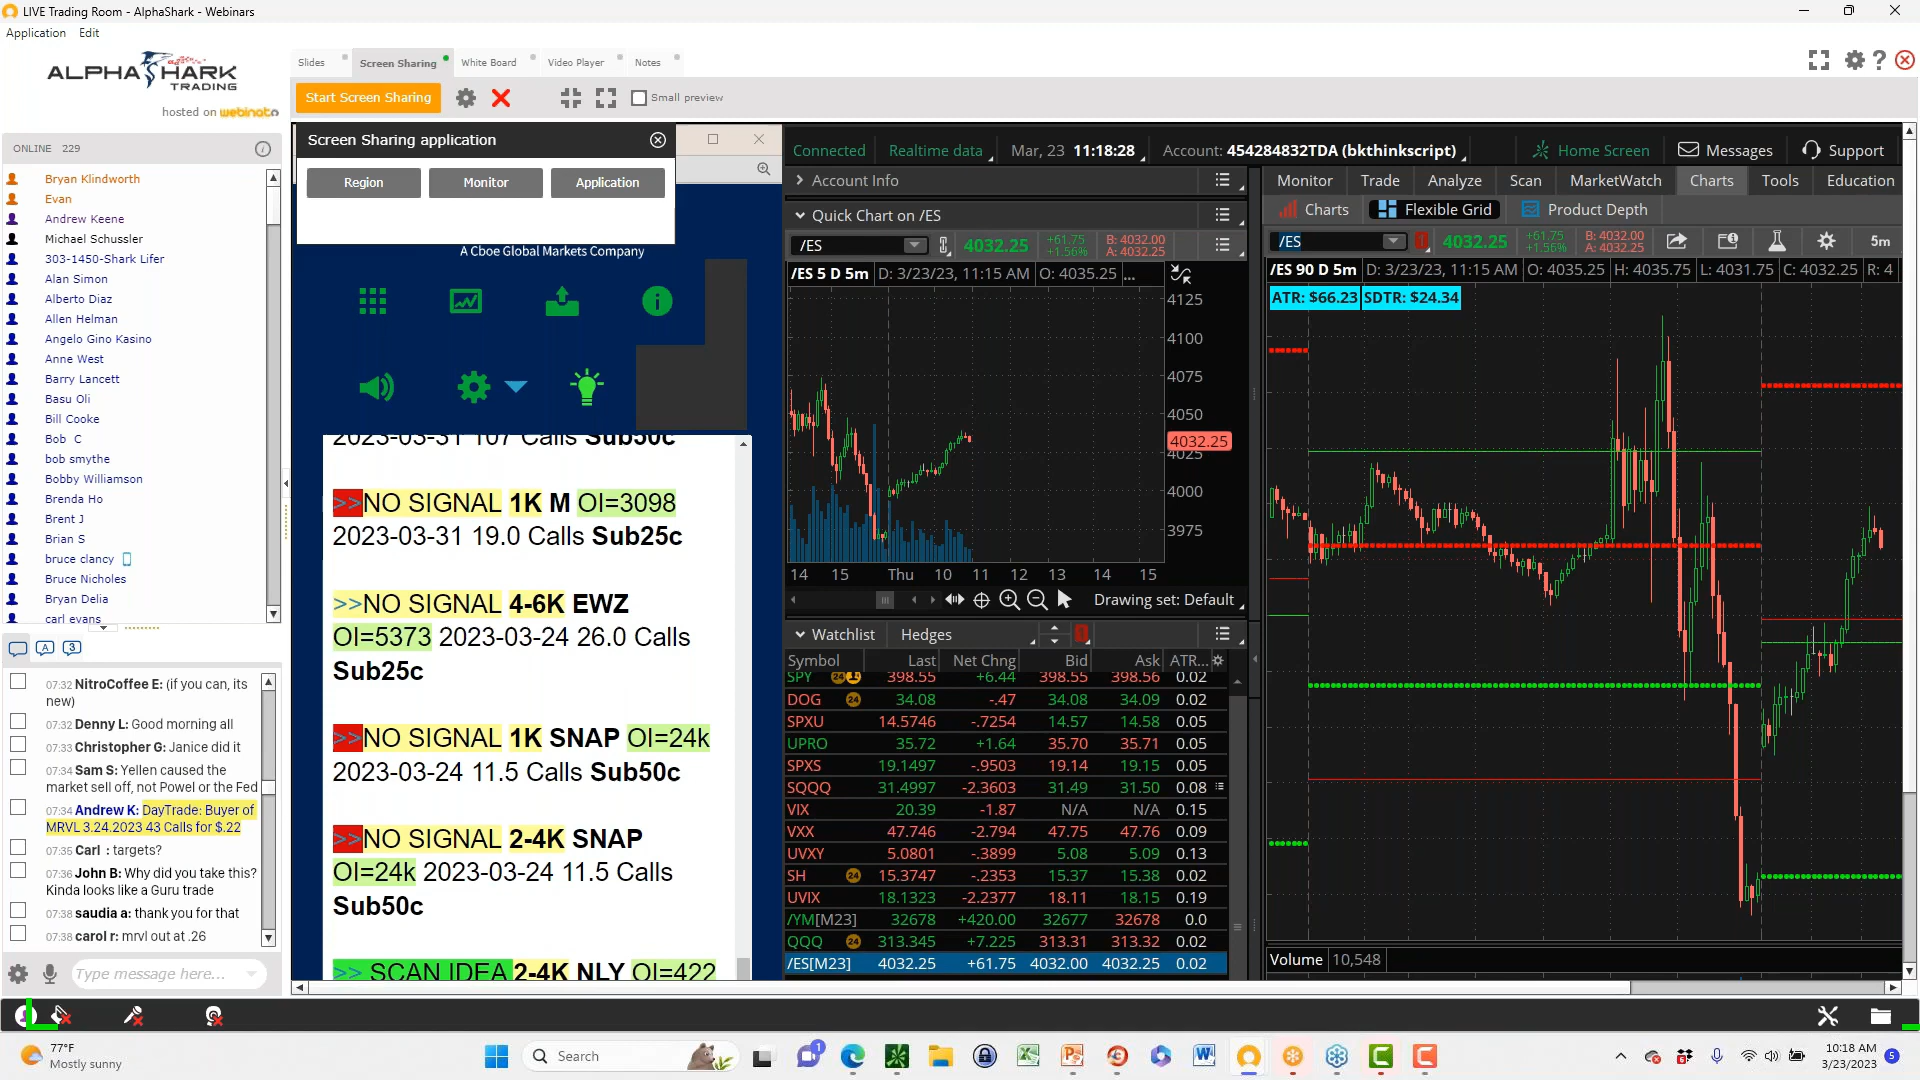 LIVE Trading Room - AlphaShark - Webinars
Application Edit
ALPHASHARK
TRADING
hosted on webinato
Slides Screen Sharing White Board Video Player Notes
Start Screen Sharing Small preview
ONLINE 229
Bryan Klindworth
Evan
Andrew Keene
Michael Schussler
303-1450-Shark Lifer
Alan Simon
Alberto Diaz
Allen Helman
Angelo Gino Kasino
Anne West
Barry Lancett
Basu Oli
Bill Cooke
Bob C
bob smythe
Bobby Williamson
Brenda Ho
Brent J
Brian S
bruce clancy
Bruce Nicholes
Bryan Delia
carl evans
A 3
07:32 NitroCoffee E: (if you can, its
new)
07:32 Denny L: Good morning all
07:33 Christopher G: Janice did it
07:34 Sam S: Yellen caused the
market sell off, not Powel or the Fed
07:34 Andrew K: DayTrade: Buyer of
MRVL 3.24.2023 43 Calls for $.22
07:35 Carl : targets?
07:36 John B: Why did you take this?
Kinda looks like a Guru trade
07:38 saudia a: thank you for that
07:38 carol r: mrvl out at .26
Type message here...
Screen Sharing application
Region Monitor Application
A Cboe Global Markets Company
2023-03-31 107 Calls Sub50c
>>NO SIGNAL 1K M OI=3098
2023-03-31 19.0 Calls Sub25c
>>NO SIGNAL 4-6K EWZ
OI=5373 2023-03-24 26.0 Calls
Sub25c
>>NO SIGNAL 1K SNAP OI=24k
2023-03-24 11.5 Calls Sub50c
>>NO SIGNAL 2-4K SNAP
OI=24k 2023-03-24 11.5 Calls
Sub50c
>> SCAN IDEA 2-4K NLY OI=422
Connected Realtime data Mar, 23 11:18:28 Account: 454284832TDA (bkthinkscript) Home Screen Messages Support
Account Info
Quick Chart on /ES
/ES 4032.25 +61.75 +1.56% B: 4032.00 A: 4032.25
/ES 5 D 5m D: 3/23/23, 11:15 AM O: 4035.25 ...
4125
4100
4075
4050
4032.25
4025
4000
3975
14 15 Thu 10 11 12 13 14 15
Drawing set: Default
Watchlist Hedges 1
Symbol Last Net Chng Bid Ask ATR...
SPY 24 398.55 +6.44 398.55 398.56 0.02
DOG 24 34.08 -.47 34.08 34.09 0.02
SPXU 14.5746 -.7254 14.57 14.58 0.05
UPRO 35.72 +1.64 35.70 35.71 0.05
SPXS 19.1497 -.9503 19.14 19.15 0.05
SQQQ 31.4997 -2.3603 31.49 31.50 0.08
VIX 20.39 -1.87 N/A N/A 0.15
VXX 47.746 -2.794 47.75 47.76 0.09
UVXY 5.0801 -.3899 5.08 5.09 0.13
SH 24 15.3747 -.2353 15.37 15.38 0.02
UVIX 18.1323 -2.2377 18.11 18.15 0.19
/YM[M23] 32678 +420.00 32677 32678 0.0
QQQ 24 313.345 +7.225 313.31 313.32 0.02
/ES[M23] 4032.25 +61.75 4032.00 4032.25 0.02
Monitor Trade Analyze Scan MarketWatch Charts Tools Education
Charts Flexible Grid Product Depth
/ES 1 4032.25 +61.75 +1.56% B: 4032.00 A: 4032.25 5m
/ES 90 D 5m D: 3/23/23, 11:15 AM O: 4035.25 H: 4035.75 L: 4031.75 C: 4032.25 R: 4
ATR: $66.23 SDTR: $24.34
Volume 10,548
77°F
Mostly sunny
Search
1
10:18 AM
3/23/2023
5